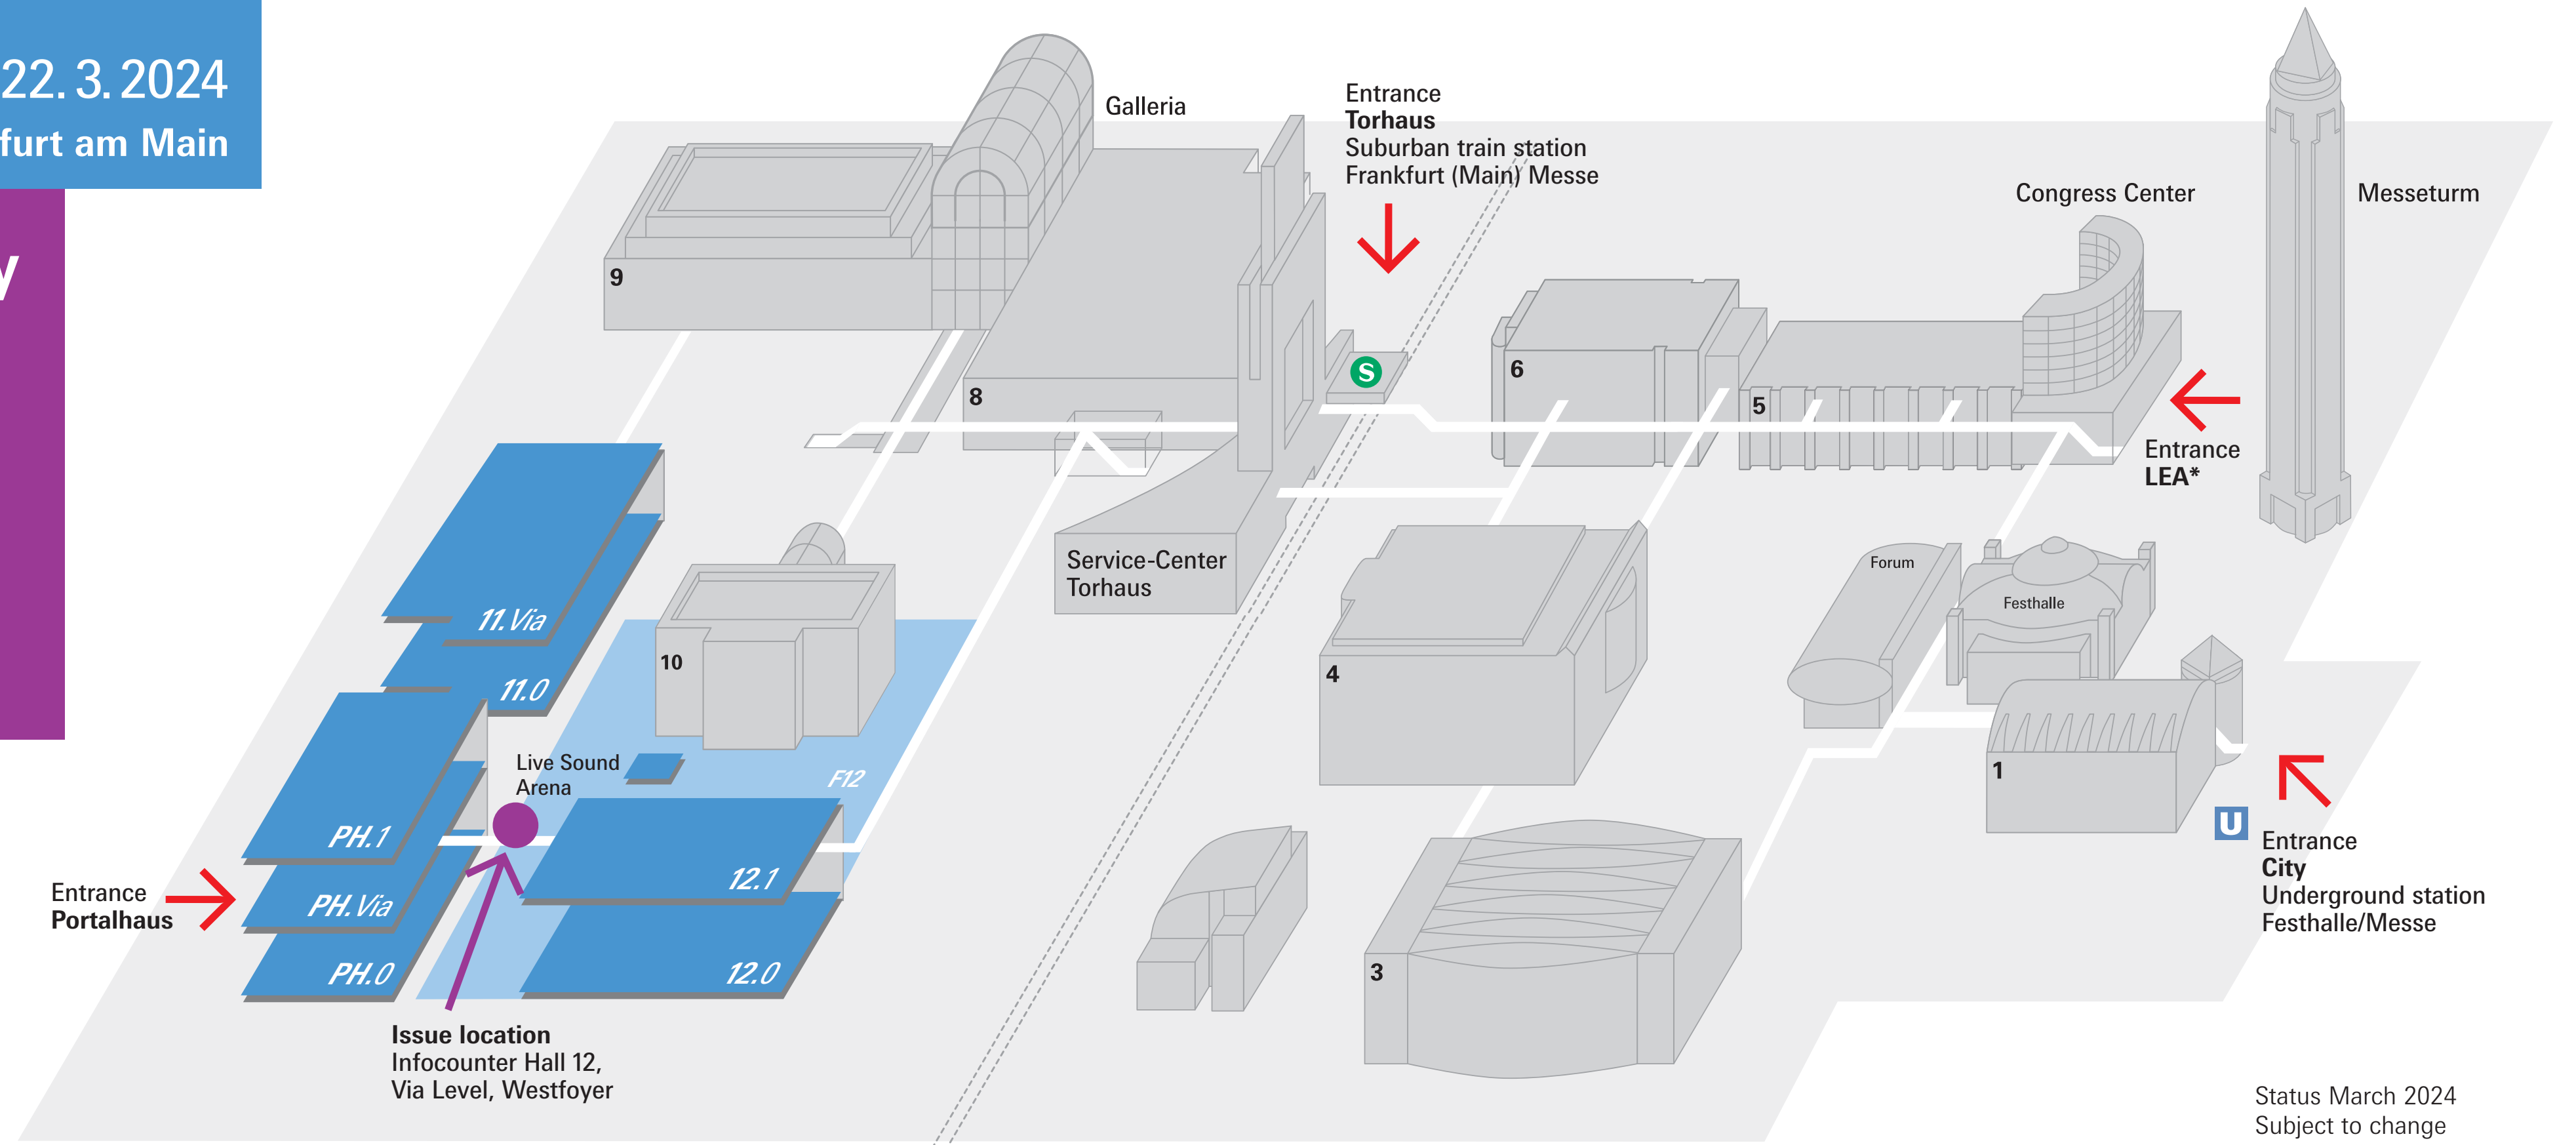 22. 3. 2024
furt am Main
y
Galleria
Entrance
Torhaus
Suburban train station
Frankfurt (Main) Messe
Congress Center
Messeturm
9
8
S
6
5
Entrance
LEA*
Service-Center
Torhaus
Forum
Festhalle
11.Via
11.0
10
4
1
Live Sound
Arena
F12
PH.1
12.1
U
Entrance
City
Underground station
Festhalle/Messe
Entrance
Portalhaus
PH.Via
PH.0
12.0
3
Issue location
Infocounter Hall 12,
Via Level, Westfoyer
Status March 2024
Subject to change